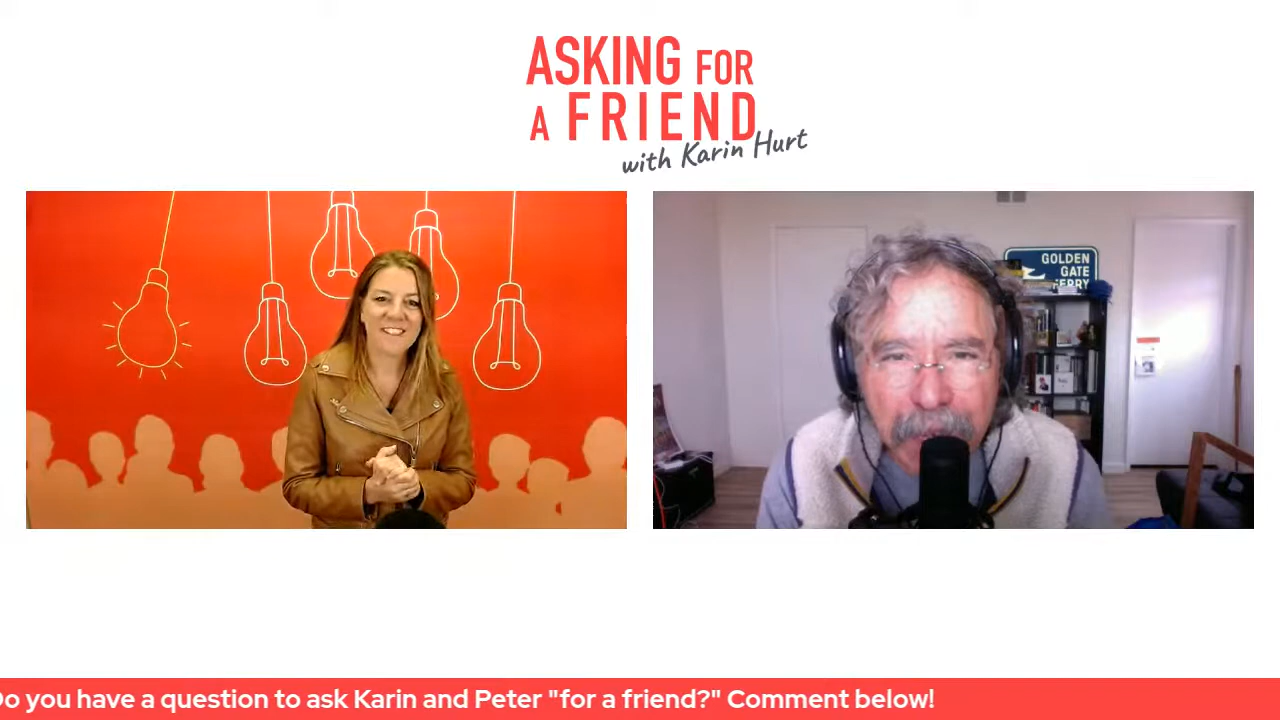 ASKING FOR
A FRIEND
with Karin Hurt
GOLDEN
GATE
FERRY
Do you have a question to ask Karin and Peter "for a friend?" Comment below!